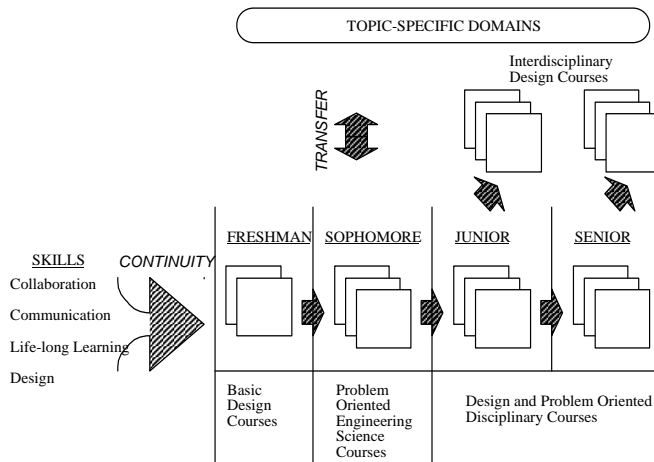 TOPIC-SPECIFIC DOMAINS
Interdisciplinary
Design Courses
TRANSFER
FRESHMAN
SOPHOMORE
JUNIOR
SENIOR
SKILLS
CONTINUITY
Collaboration
Communication
Life-long Learning
Design
Basic
Design
Courses
Problem
Oriented
Engineering
Science
Courses
Design and Problem Oriented
Disciplinary Courses